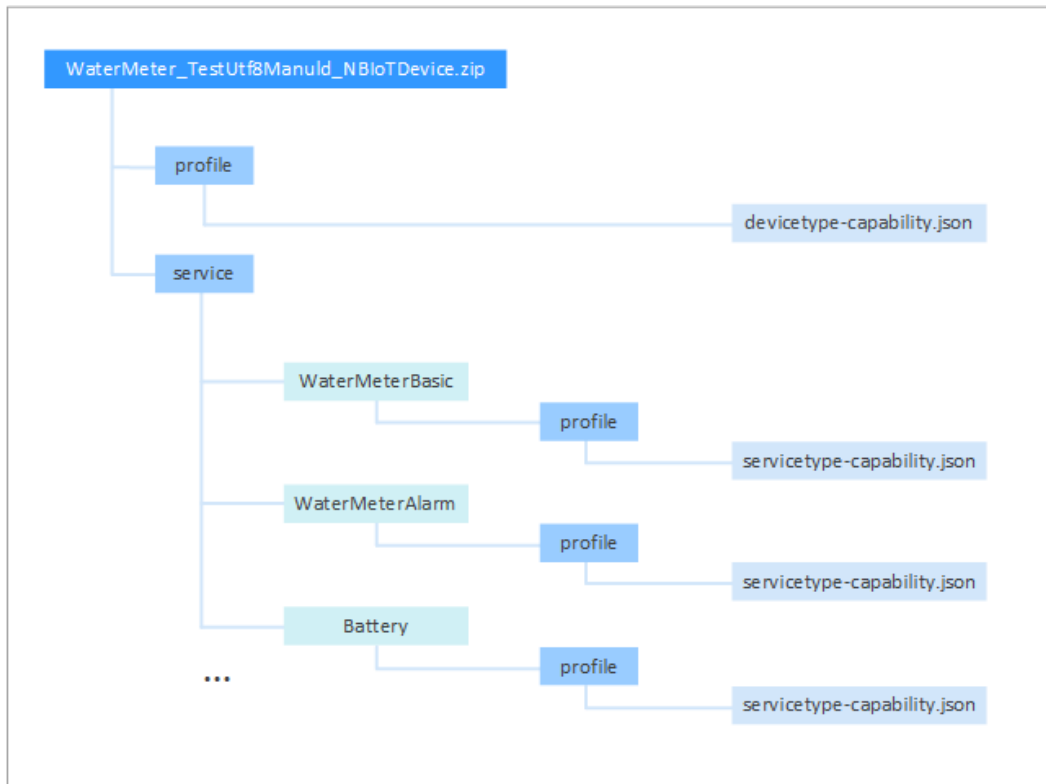 WaterMeter_TestUtf8ManuId_NBIoTDevice.zip
profile
devicetype-capability.json
service
WaterMeterBasic
profile
servicetype-capability.json
WaterMeterAlarm
profile
servicetype-capability.json
Battery
profile
servicetype-capability.json
...